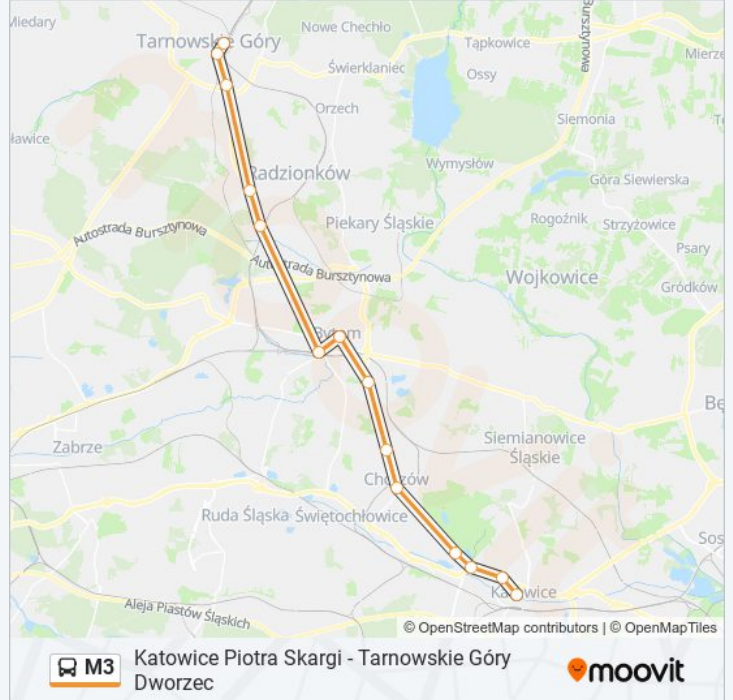 Miedary
Nowe Chechło
Bursztynowa
Tarnowskie Góry
Tąpkowice
Mierzę
Świerklaniec
Ossy
Orzech
Siemonia
ławice
Wymysłów
Radzionków
Góra Siewierska
Piekary Śląskie
Rogoźnik
Strzyżowice
Autostrada Bursztynowa
Psary
Autostrada Bursztynowa
Wojkowice
Gródków
Bytom
Bę
Zabrze
Siemianowice
Śląskie
Chorzów
Ruda Śląska
Świętochłowice
Sos
Katowice
Aleja Piastów Śląskich
© OpenStreetMap contributors | © OpenMapTiles
M3
Katowice Piotra Skargi - Tarnowskie Góry
Dworzec
moovit